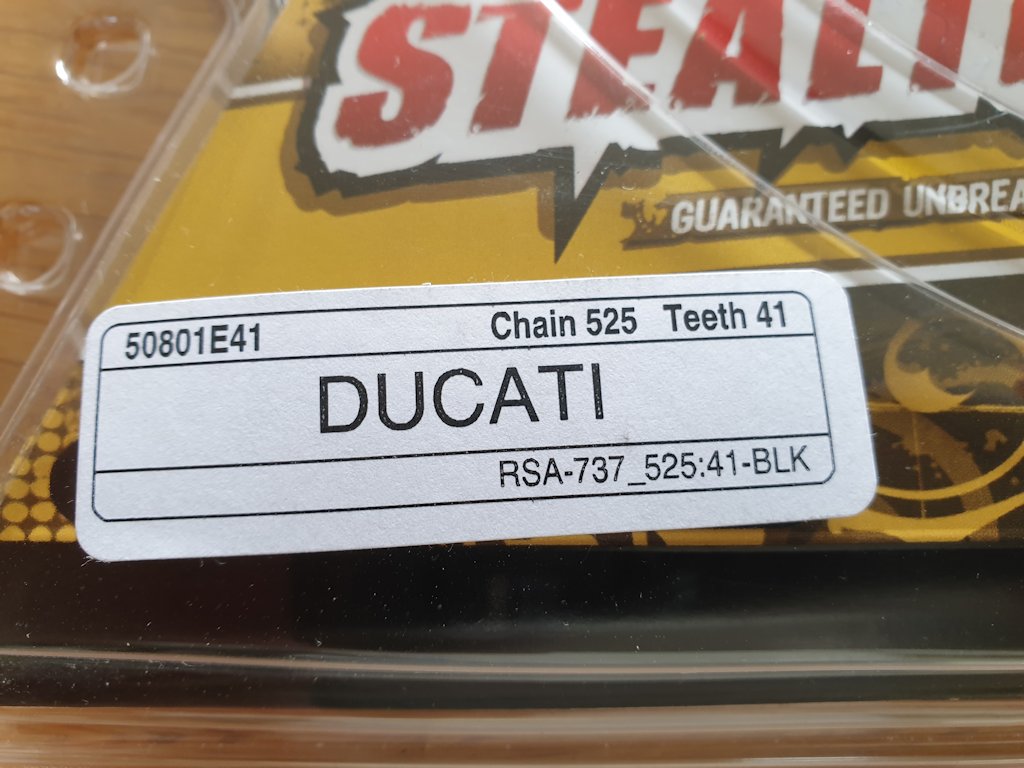 GUARANTEED
50801E41 Chain 525 Teeth 41
DUCATI
RSA-737_525:41-BLK